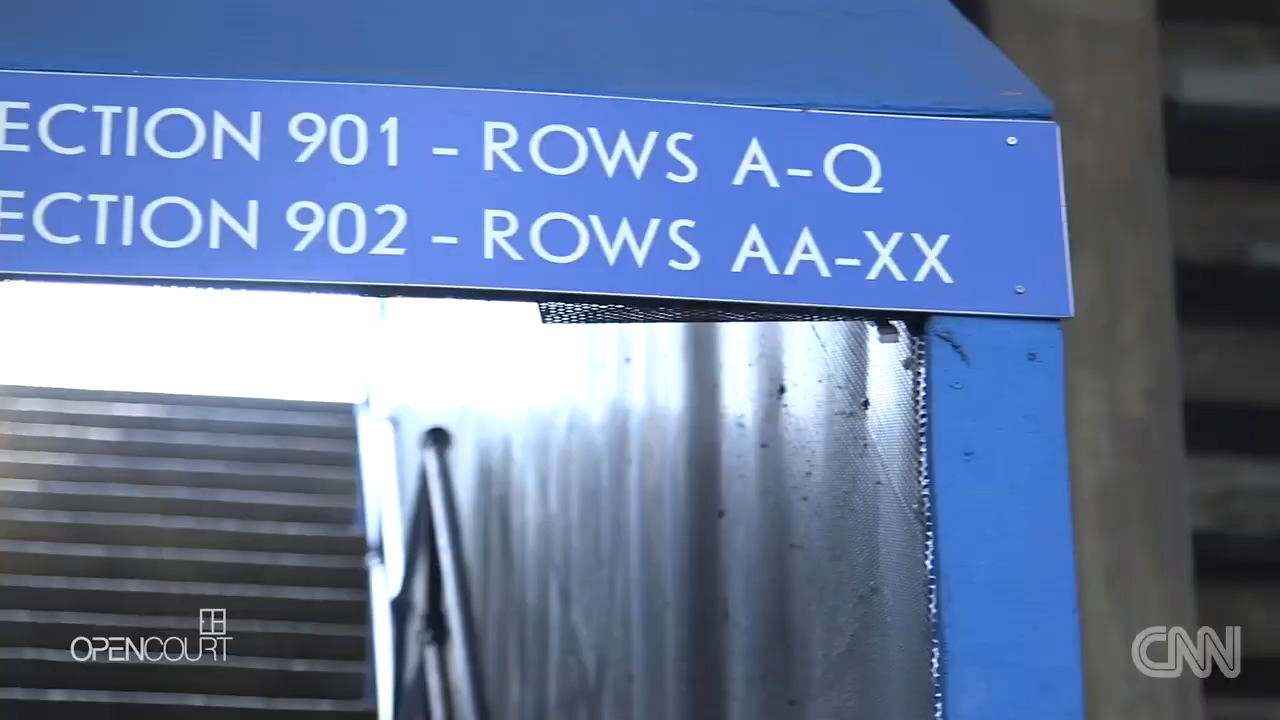 ECTION 901 - ROWS A-Q
ECTION 902 - ROWS AA-XX
OPENCOURT
CNN